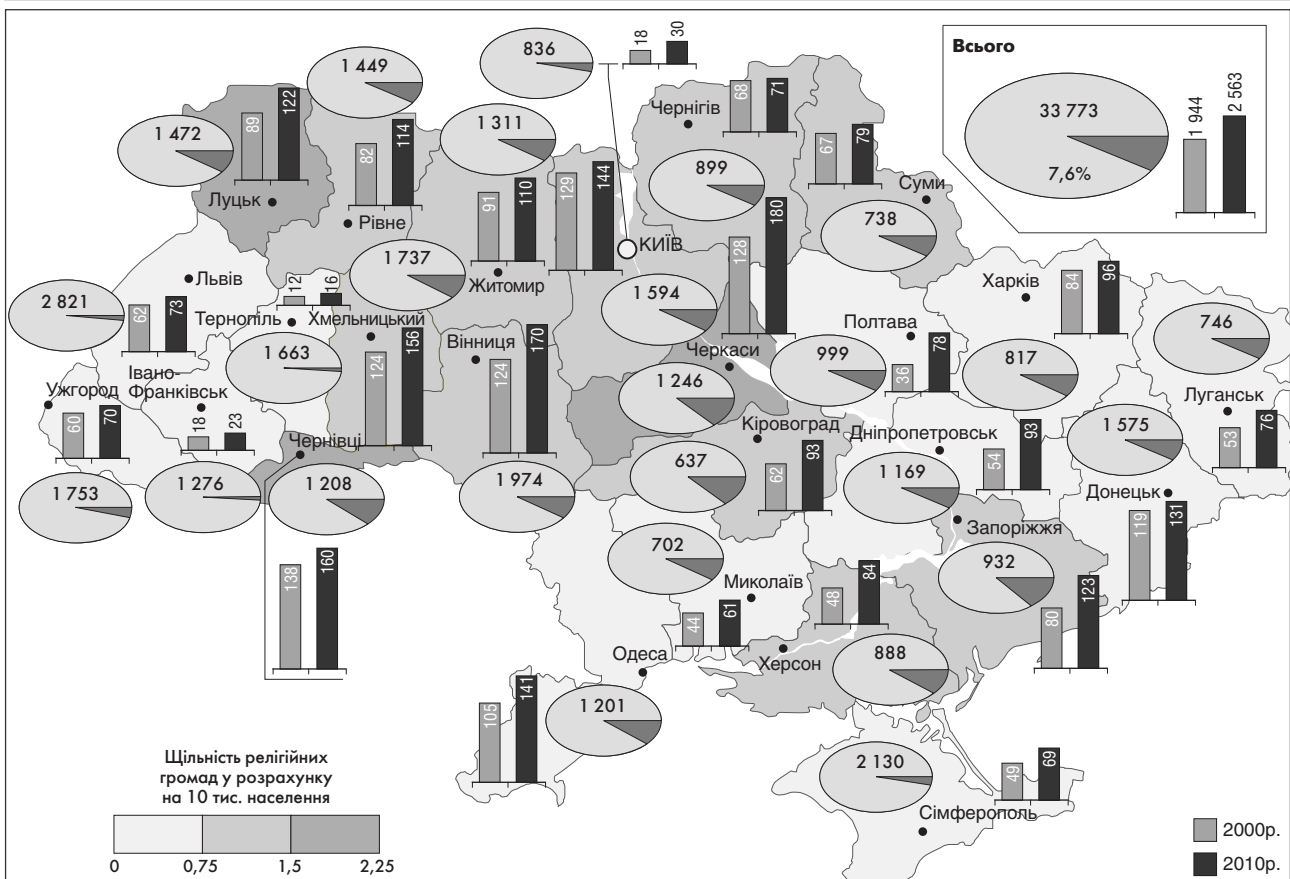 836
18
30
Всього
33 773
7,6%
1 944
2 563
1 449
1 472
89
122
Луцьк
82
114
Рівне
1 311
91
110
Житомир
129
144
КИЇВ
Чернігів
68
71
899
67
79
Суми
738
128
180
1 594
Черкаси
1 737
Львів
2 821
62
73
12
16
Тернопіль
1 663
Хмельницький
124
156
Вінниця
124
170
Полтава
999
36
78
Харків
84
96
817
746
Луганськ
53
76
Ужгород
60
70
Івано-
Франківськ
18
23
Чернівці
1 246
Кіровоград
62
93
637
Дніпропетровськ
54
93
1 169
1 575
Донецьк
119
131
1 753
1 276
1 208
1 974
138
160
Запоріжжя
932
80
123
702
Миколаїв
44
61
48
84
Херсон
888
Одеса
105
141
1 201
2 130
49
69
Сімферополь
Щільність релігійних
громад у розрахунку
на 10 тис. населення
0
0,75
1,5
2,25
2000р.
2010р.